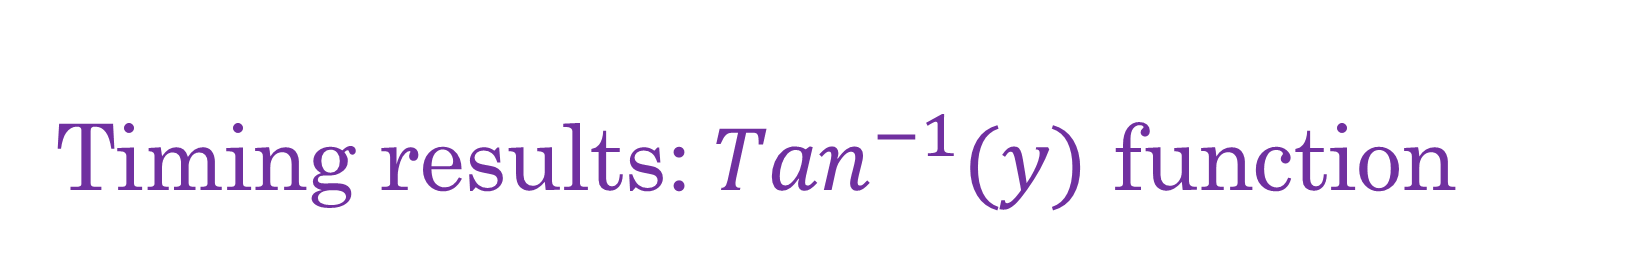 Timing results: Tan⁻¹(y) function